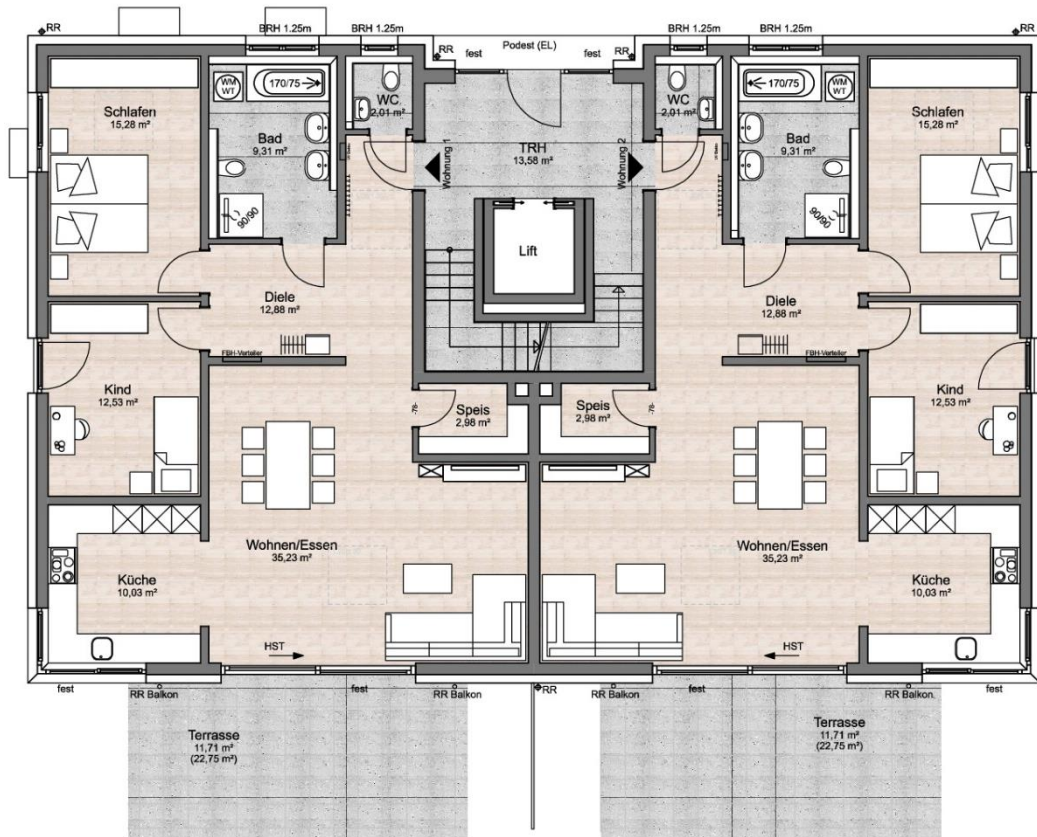 RR
BRH 1.25m
BRH 1.25m
RR
fest
Podest (EL)
fest
RR
BRH 1.25m
BRH 1.25m
RR
Schlafen
15,28 m²
WM
WT
170/75
Bad
9,31 m²
90/90
WC
2,01 m²
Wohnung 1
TRH
13,58 m²
Wohnung 2
Lift
WC
2,01 m²
170/75
WM
WT
Bad
9,31 m²
90/90
Schlafen
15,28 m²
Diele
12,88 m²
FBH-Verteiler
Diele
12,88 m²
FBH-Verteiler
Kind
12,53 m²
-76-
Speis
2,98 m²
Speis
2,98 m²
-76-
Kind
12,53 m²
Wohnen/Essen
35,23 m²
Wohnen/Essen
35,23 m²
Küche
10,03 m²
Küche
10,03 m²
HST
HST
fest
RR Balkon
fest
RR Balkon
RR
RR Balkon
fest
RR Balkon
fest
Terrasse
11,71 m²
(22,75 m²)
Terrasse
11,71 m²
(22,75 m²)